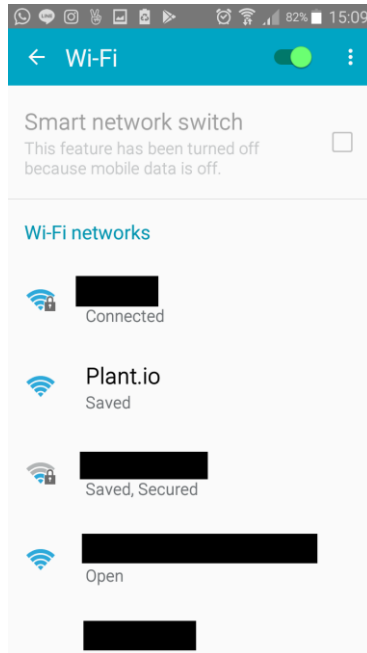 82% 15:09
Wi-Fi
Smart network switch
This feature has been turned off
because mobile data is off.
Wi-Fi networks
Connected
Plant.io
Saved
Saved, Secured
Open